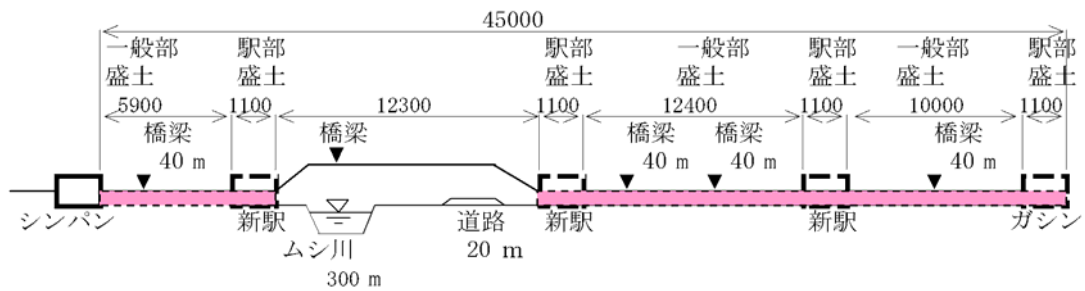 45000
一般部 駅部 駅部 一般部 駅部 一般部 駅部
盛土 盛土 盛土 盛土 盛土 盛土 盛土
5900 1100 12300 1100 12400 1100 10000 1100
橋梁 橋梁 橋梁 橋梁 橋梁
40 m 40 m 40 m 40 m
シンパン 新駅 道路 新駅 新駅 ガシン
ムシ川 20 m
300 m